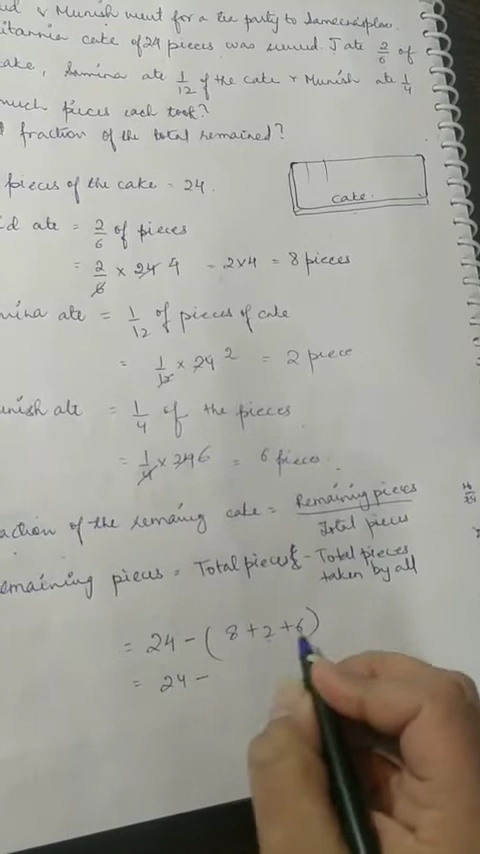 & Munish went for a tea party to
cake of 24 pieces was served. J ate 2/6 of
cake, Samina ate 1/12 of the cake & Munish ate 1/4
much pieces each took?
fraction of the total remained?
pieces of the cake = 24.
cake.
ate = 2/6 of pieces
= 2/6 × 24 4 = 2×4 = 8 pieces
ate = 1/12 of pieces of cake
= 1/12 × 24 2 = 2 piece
ate = 1/4 of the pieces
= 1/4 × 24 6 = 6 pieces.
of the remaing cake = Remaining pieces / Total pieces
pieces = Total pieces { - Total pieces taken by all
= 24 - (8+2+6)
= 24 -